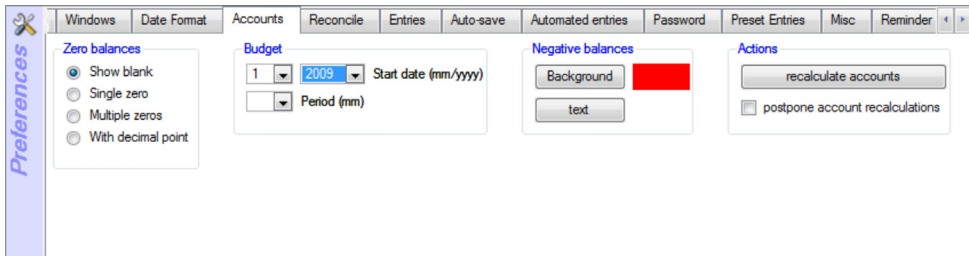 Preferences
Windows Date Format Accounts Reconcile Entries Auto-save Automated entries Password Preset Entries Misc Reminder
Zero balances
Show blank
Single zero
Multiple zeros
With decimal point
Budget
1 2009 Start date (mm/yyyy)
Period (mm)
Negative balances
Background
text
Actions
recalculate accounts
postpone account recalculations